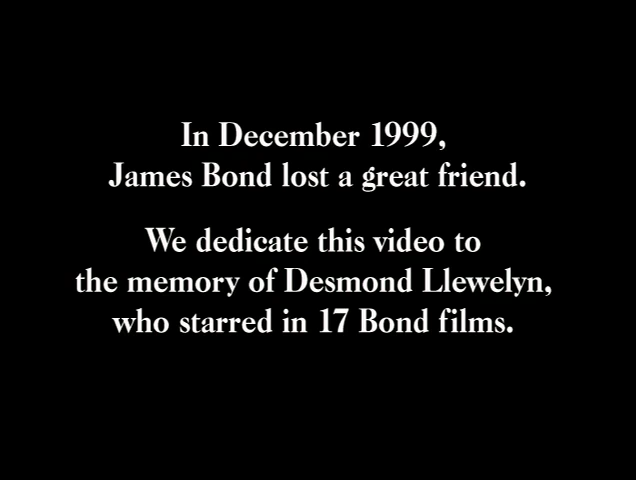 In December 1999,
James Bond lost a great friend.
We dedicate this video to
the memory of Desmond Llewelyn,
who starred in 17 Bond films.